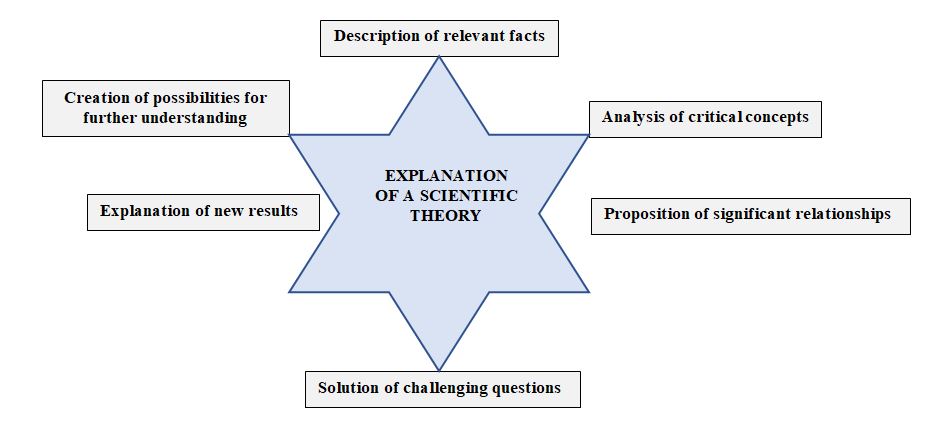 Description of relevant facts
Creation of possibilities for
further understanding
Analysis of critical concepts
EXPLANATION
OF A SCIENTIFIC
THEORY
Explanation of new results
Proposition of significant relationships
Solution of challenging questions